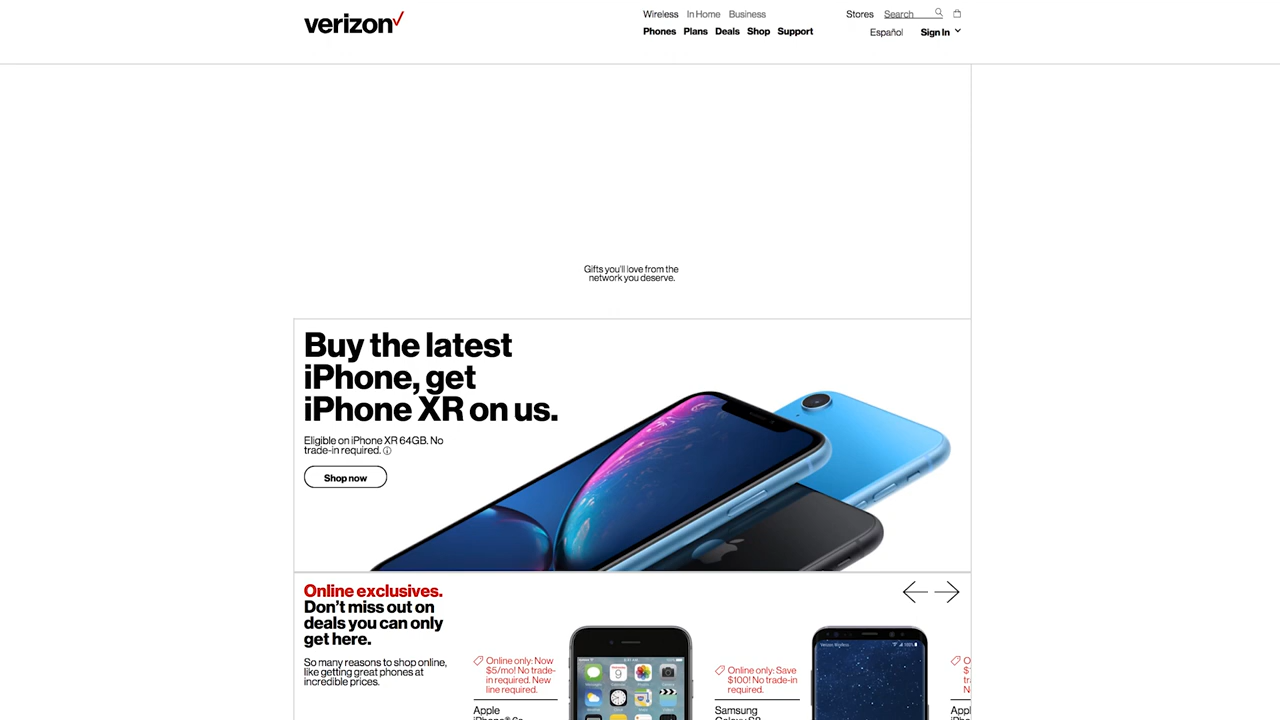 verizon
Wireless In Home Business
Stores Search
Phones Plans Deals Shop Support
Español Sign In
Gifts you'll love from the
network you deserve.
Buy the latest
iPhone, get
iPhone XR on us.
Eligible on iPhone XR 64GB. No
trade-in required.
Shop now
Online exclusives.
Don't miss out on
deals you can only
get here.
So many reasons to shop online,
like getting great phones at
incredible prices.
Online only: Now
$5/mo! No trade-
in required. New
line required.
Apple
iPhone® 6s
Online only: Save
$100! No trade-in
required.
Samsung
Galaxy S8